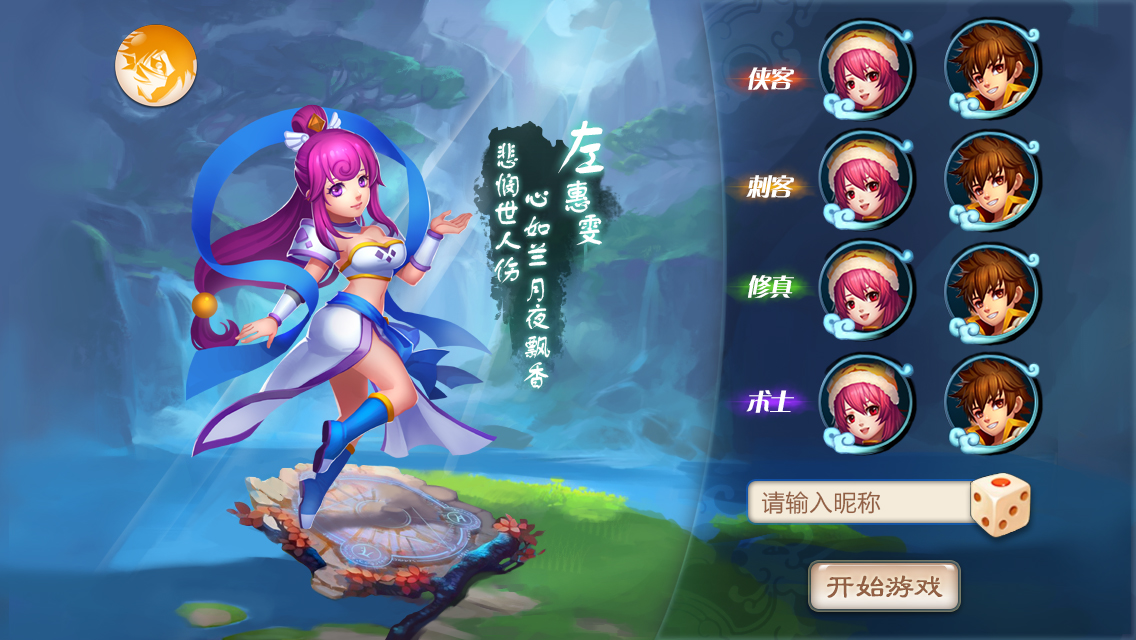 左惠雯
心如兰月夜飘香
悲悯世人伤
侠客
刺客
修真
术士
请输入昵称
开始游戏